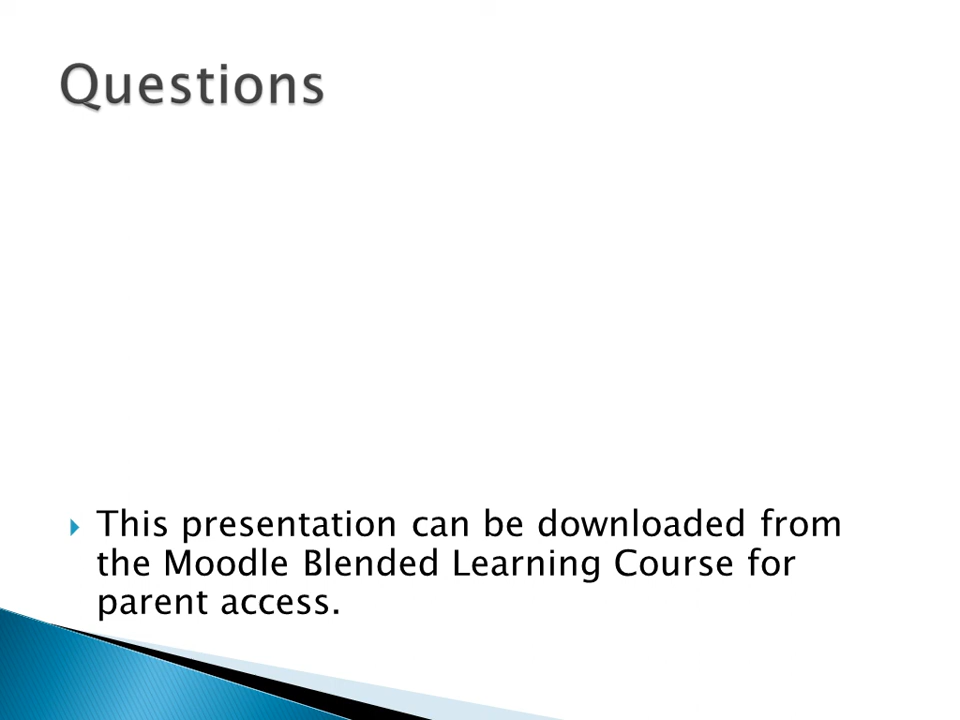 Questions
This presentation can be downloaded from
the Moodle Blended Learning Course for
parent access.